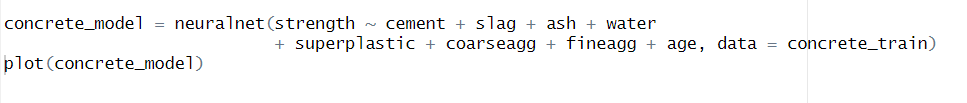 concrete_model = neuralnet(strength ~ cement + slag + ash + water
+ superplastic + coarseagg + fineagg + age, data = concrete_train)
plot(concrete_model)